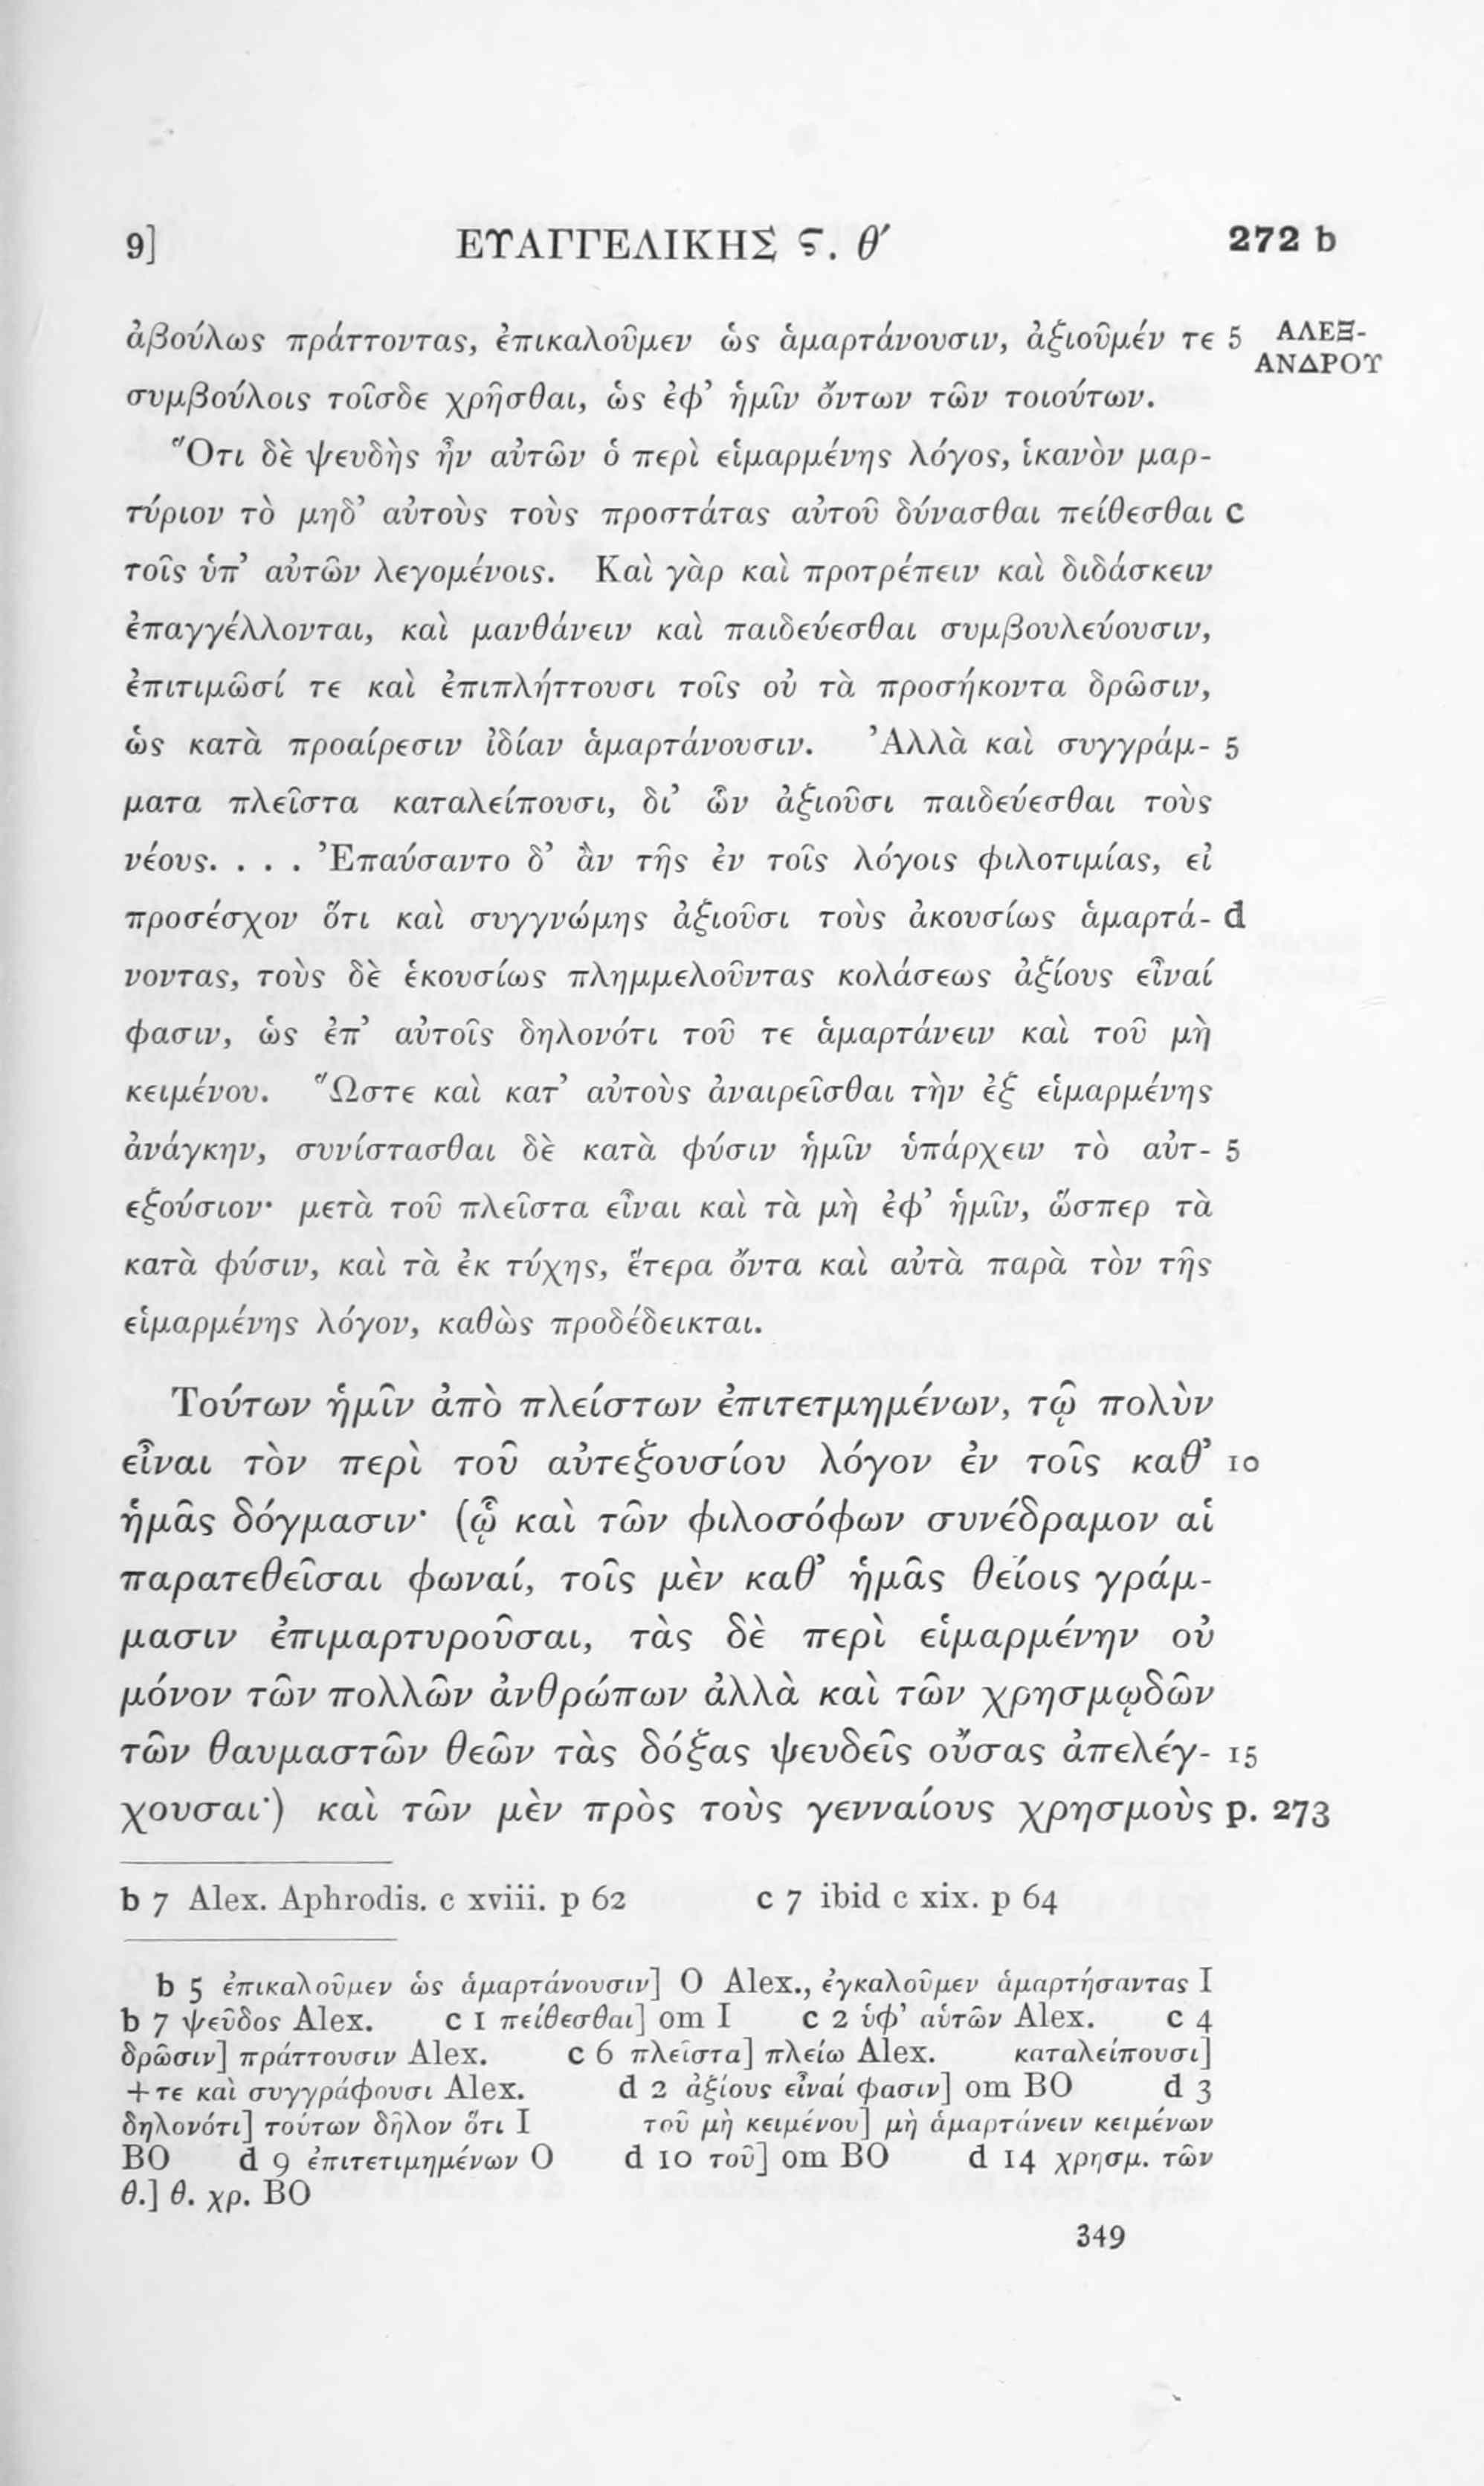 9] ΕΥΑΓΓΕΛΙΚΗΣ ϛ. θ′ 272 b
ἀβούλως πράττοντας, ἐπικαλοῦμεν ὡς ἁμαρτάνουσιν, ἀξιοῦμέν τε 5 ΑΛΕΞ-
ΑΝΔΡΟΥ
συμβούλοις τοῖσδε χρῆσθαι, ὡς ἐφ’ ἡμῖν ὄντων τῶν τοιούτων.
Ὅτι δὲ ψευδὴς ἦν αὐτῶν ὁ περὶ εἱμαρμένης λόγος, ἱκανὸν μαρ-
τύριον τὸ μηδ’ αὐτοὺς τοὺς προστάτας αὐτοῦ δύνασθαι πείθεσθαι c
τοῖς ὑπ’ αὐτῶν λεγομένοις. Καὶ γὰρ καὶ προτρέπειν καὶ διδάσκειν
ἐπαγγέλλονται, καὶ μανθάνειν καὶ παιδεύεσθαι συμβουλεύουσιν,
ἐπιτιμῶσί τε καὶ ἐπιπλήττουσι τοῖς οὐ τὰ προσήκοντα δρῶσιν,
ὡς κατὰ προαίρεσιν ἰδίαν ἁμαρτάνουσιν. Ἀλλὰ καὶ συγγράμ- 5
ματα πλεῖστα καταλείπουσι, δι’ ὧν ἀξιοῦσι παιδεύεσθαι τοὺς
νέους. . . . Ἐπαύσαντο δ’ ἂν τῆς ἐν τοῖς λόγοις φιλοτιμίας, εἰ
προσέσχον ὅτι καὶ συγγνώμης ἀξιοῦσι τοὺς ἀκουσίως ἁμαρτά- d
νοντας, τοὺς δὲ ἑκουσίως πλημμελοῦντας κολάσεως ἀξίους εἶναί
φασιν, ὡς ἐπ’ αὐτοῖς δηλονότι τοῦ τε ἁμαρτάνειν καὶ τοῦ μὴ
κειμένου. Ὥστε καὶ κατ’ αὐτοὺς ἀναιρεῖσθαι τὴν ἐξ εἱμαρμένης
ἀνάγκην, συνίστασθαι δὲ κατὰ φύσιν ἡμῖν ὑπάρχειν τὸ αὐτ- 5
εξούσιον· μετὰ τοῦ πλεῖστα εἶναι καὶ τὰ μὴ ἐφ’ ἡμῖν, ὥσπερ τὰ
κατὰ φύσιν, καὶ τὰ ἐκ τύχης, ἕτερα ὄντα καὶ αὐτὰ παρὰ τὸν τῆς
εἱμαρμένης λόγον, καθὼς προδέδεικται.
Τούτων ἡμῖν ἀπὸ πλείστων ἐπιτετμημένων, τῷ πολὺν
εἶναι τὸν περὶ τοῦ αὐτεξουσίου λόγον ἐν τοῖς καθ’ 10
ἡμᾶς δόγμασιν· (ᾧ καὶ τῶν φιλοσόφων συνέδραμον αἱ
παρατεθεῖσαι φωναί, τοῖς μὲν καθ’ ἡμᾶς θείοις γράμ-
μασιν ἐπιμαρτυροῦσαι, τὰς δὲ περὶ εἱμαρμένην οὐ
μόνον τῶν πολλῶν ἀνθρώπων ἀλλὰ καὶ τῶν χρησμῳδῶν
τῶν θαυμαστῶν θεῶν τὰς δόξας ψευδεῖς οὔσας ἀπελέγ- 15
χουσαι·) καὶ τῶν μὲν πρὸς τοὺς γενναίους χρησμοὺς p. 273
b 7 Alex. Aphrodis. c xviii. p 62 c 7 ibid c xix. p 64
b 5 ἐπικαλοῦμεν ὡς ἁμαρτάνουσιν] O Alex., ἐγκαλοῦμεν ἁμαρτήσαντας I
b 7 ψεῦδος Alex. c 1 πείθεσθαι] om I c 2 ὑφ’ αὑτῶν Alex. c 4
δρῶσιν] πράττουσιν Alex. c 6 πλεῖστα] πλείω Alex. καταλείπουσι]
+τε καὶ συγγράφουσι Alex. d 2 ἀξίους εἶναί φασιν] om BO d 3
δηλονότι] τούτων δῆλον ὅτι I τοῦ μὴ κειμένου] μὴ ἁμαρτάνειν κειμένων
BO d 9 ἐπιτετιμημένων O d 10 τοῦ] om BO d 14 χρησμ. τῶν
θ.] θ. χρ. BO
349